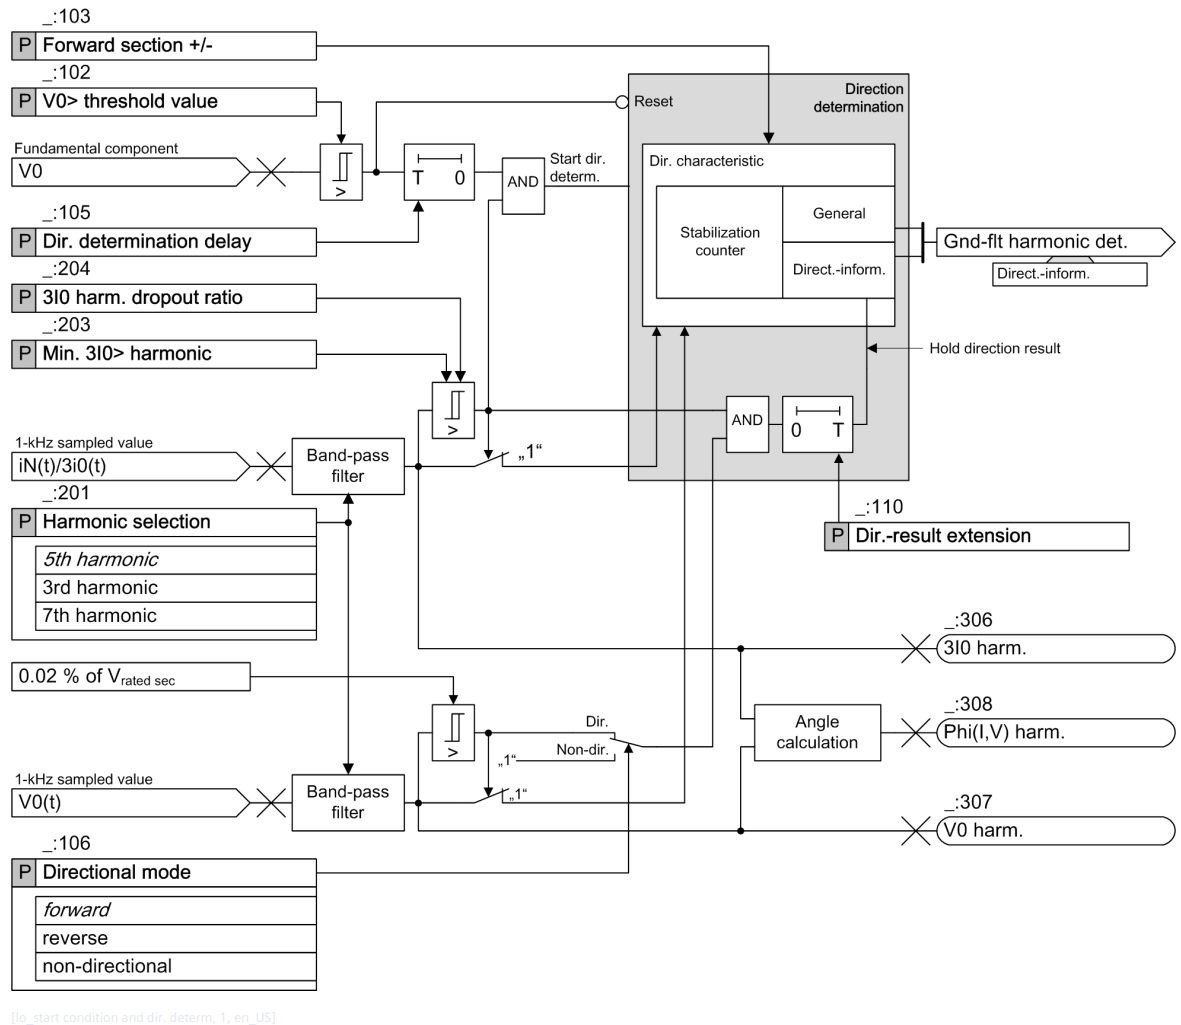 _:103
P Forward section +/-
_:102
P V0> threshold value
Reset
Direction
determination
Fundamental component
V0
>
T 0
AND
Start dir.
determ.
Dir. characteristic
Stabilization
counter
General
Direct.-inform.
Gnd-flt harmonic det.
Direct.-inform.
_:105
P Dir. determination delay
_:204
P 3I0 harm. dropout ratio
_:203
P Min. 3I0> harmonic
Hold direction result
>
AND
0 T
„1“
1-kHz sampled value
iN(t)/3i0(t)
Band-pass
filter
_:201
P Harmonic selection
5th harmonic
3rd harmonic
7th harmonic
_:110
P Dir.-result extension
_:306
3I0 harm.
0.02 % of Vrated sec
>
Dir.
Non-dir.
„1“
„1“
Angle
calculation
_:308
Phi(I,V) harm.
1-kHz sampled value
V0(t)
Band-pass
filter
_:307
V0 harm.
_:106
P Directional mode
forward
reverse
non-directional
[lo_start condition and dir. determ, 1, en_US]